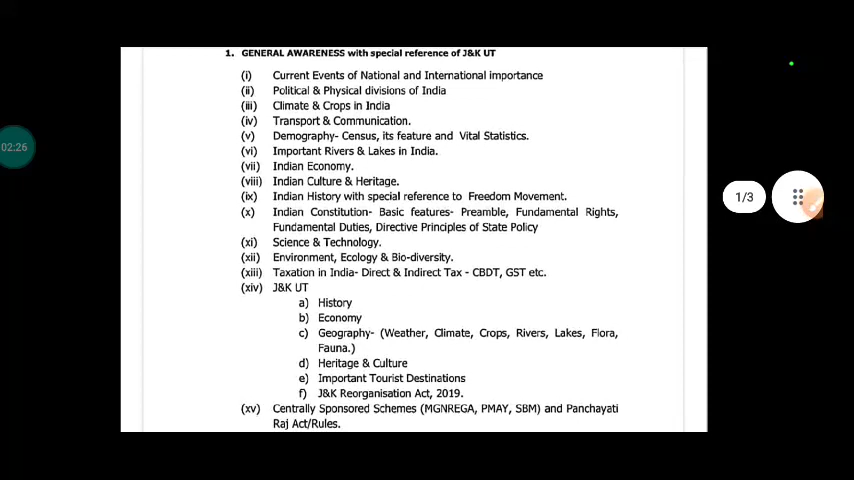 1. GENERAL AWARENESS with special reference of J&K UT
(i) Current Events of National and International importance
(ii) Political & Physical divisions of India
(iii) Climate & Crops in India
(iv) Transport & Communication.
(v) Demography- Census, its feature and Vital Statistics.
(vi) Important Rivers & Lakes in India.
(vii) Indian Economy.
(viii) Indian Culture & Heritage.
(ix) Indian History with special reference to Freedom Movement.
(x) Indian Constitution- Basic features- Preamble, Fundamental Rights,
Fundamental Duties, Directive Principles of State Policy
(xi) Science & Technology.
(xii) Environment, Ecology & Bio-diversity.
(xiii) Taxation in India- Direct & Indirect Tax - CBDT, GST etc.
(xiv) J&K UT
a) History
b) Economy
c) Geography- (Weather, Climate, Crops, Rivers, Lakes, Flora,
Fauna.)
d) Heritage & Culture
e) Important Tourist Destinations
f) J&K Reorganisation Act, 2019.
(xv) Centrally Sponsored Schemes (MGNREGA, PMAY, SBM) and Panchayati
Raj Act/Rules.
02:26
1/3